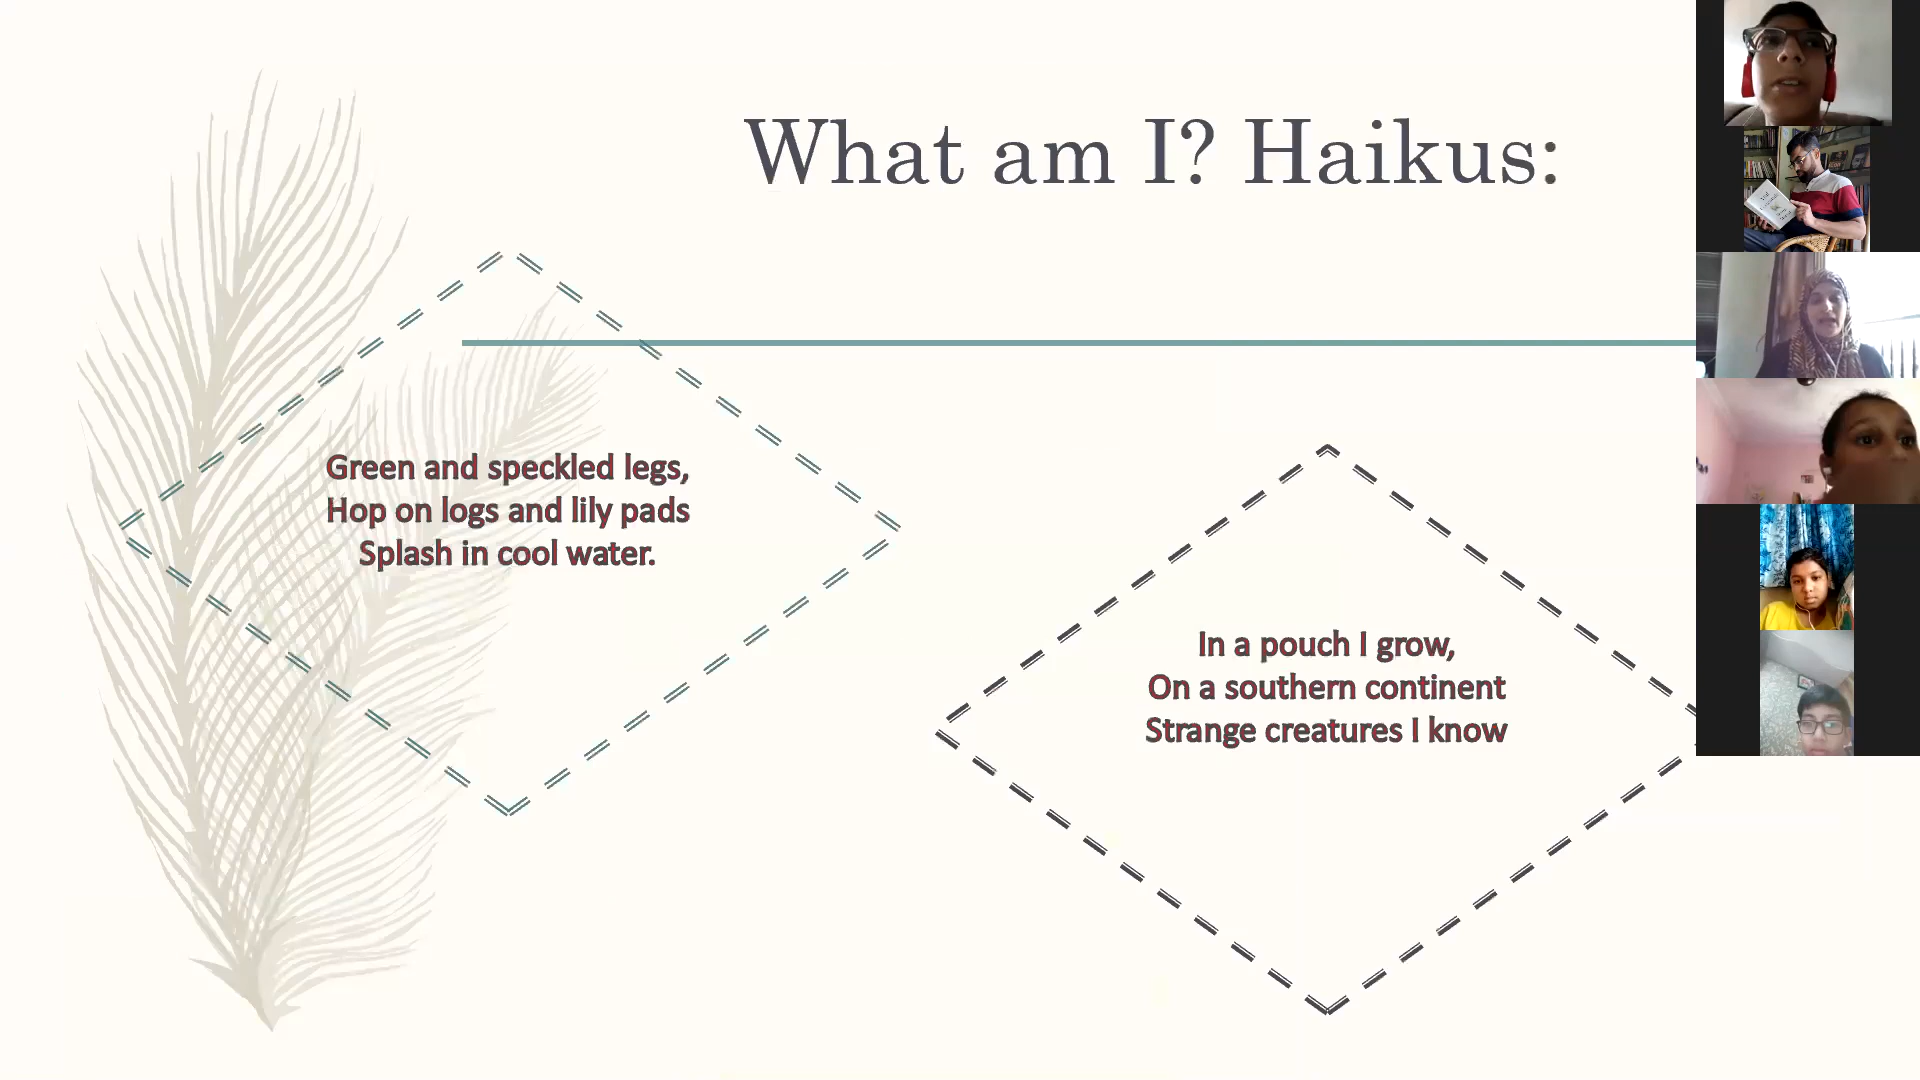 What am I? Haikus:
Green and speckled legs,
Hop on logs and lily pads
Splash in cool water.
In a pouch I grow,
On a southern continent
Strange creatures I know